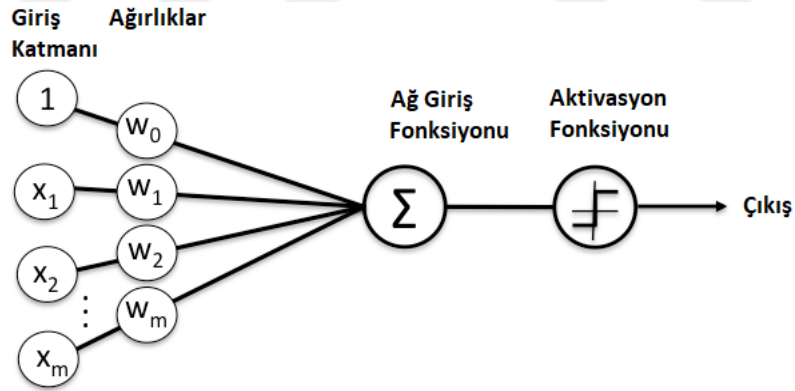 Giriş
Katmanı
Ağırlıklar
1
w0
x1
w1
x2
w2
⋮
xm
wm
Ağ Giriş
Fonksiyonu
Σ
Aktivasyon
Fonksiyonu
Çıkış